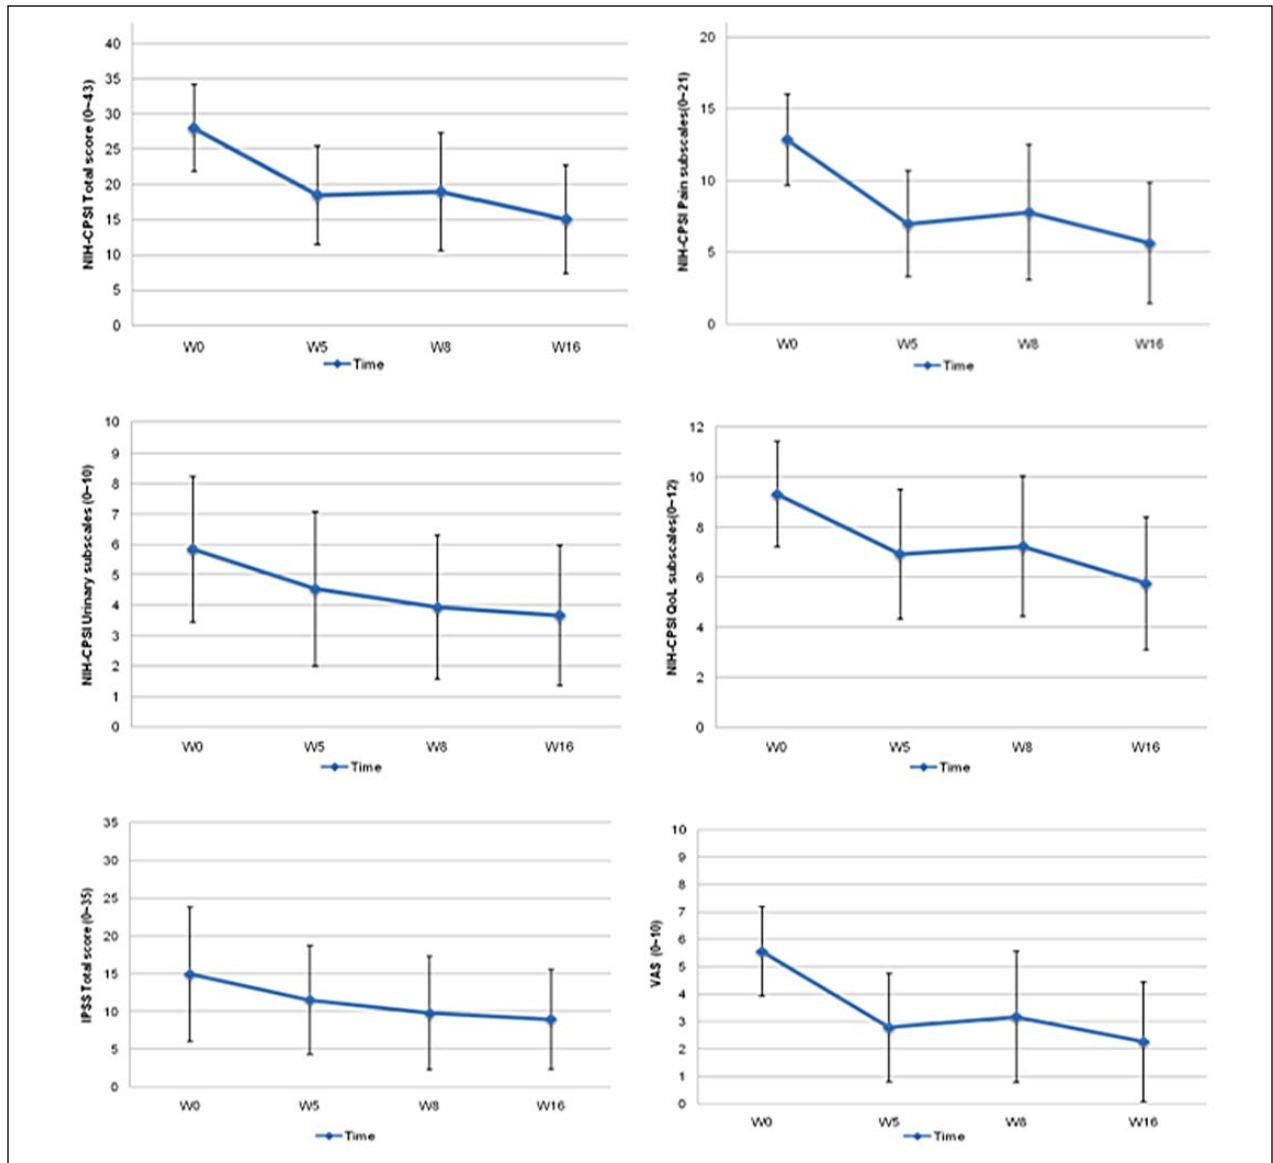 NIH-CPSI Total score (0~43)
40
35
30
25
20
15
10
5
0
W0 W5 W8 W16
Time
NIH-CPSI Pain subscales(0~21)
20
15
10
5
0
W0 W5 W8 W16
Time
NIH-CPSI Urinary subscales (0~10)
10
9
8
7
6
5
4
3
2
1
0
W0 W5 W8 W16
Time
NIH-CPSI QoL subscales(0~12)
12
10
8
6
4
2
0
W0 W5 W8 W16
Time
IPSS Total score (0~35)
35
30
25
20
15
10
5
0
W0 W5 W8 W16
Time
VAS (0~10)
10
9
8
7
6
5
4
3
2
1
0
W0 W5 W8 W16
Time